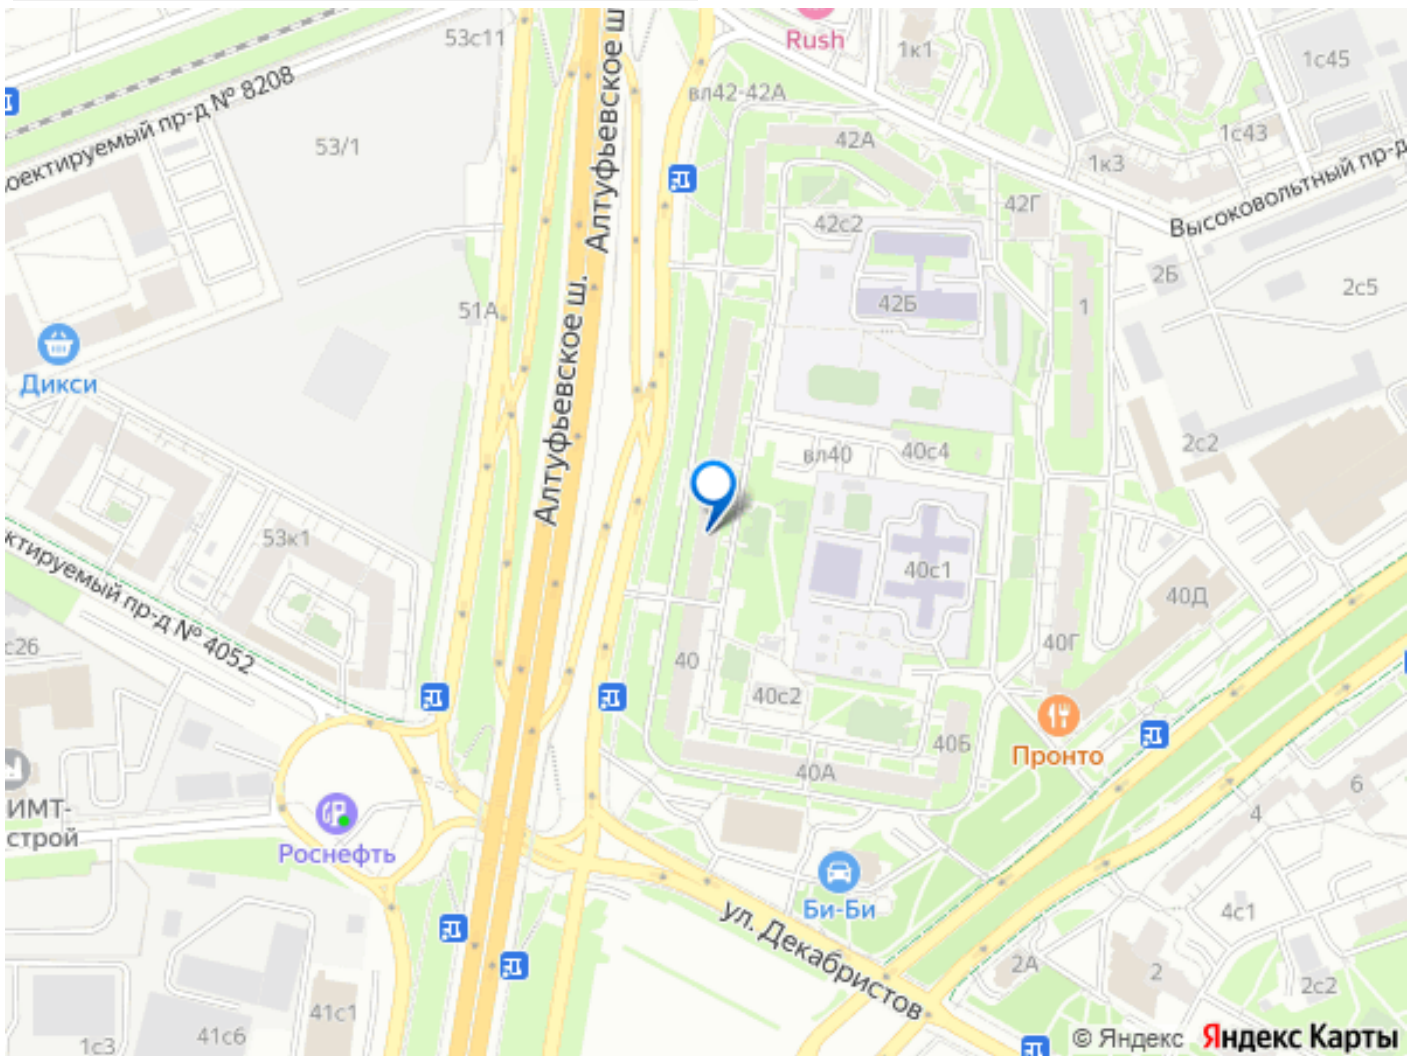 53с11
Алтуфьевское ш.
Алтуфьевское ш
Rush
1к1
1с45
оектируемый пр-д № 8208
вл42-42А
53/1
42А
1с43
1к3
Высоковольтный пр-д
42Г
42с2
2Б
2с5
42Б
1
51А
Дикси
вл40
40с4
2с2
53к1
ктируемый пр-д № 4052
40с1
40Д
с26
40
40Г
40с2
40Б
Пронто
40А
6
4
ИМТ-
строй
Роснефть
Би-Би
ул. Декабристов
4с1
2А
2
2с2
41с1
41с6
1с3
© Яндекс Яндекс Карты